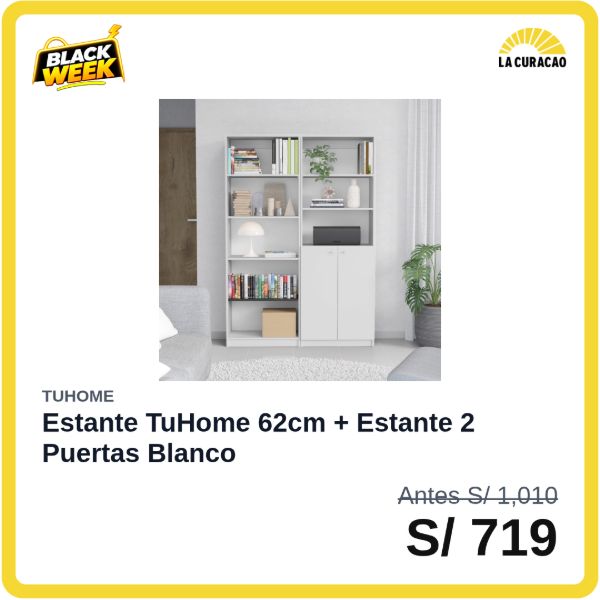 BLACK
WEEK
LA CURACAO
TUHOME
Estante TuHome 62cm + Estante 2
Puertas Blanco
Antes S/ 1,010
S/ 719